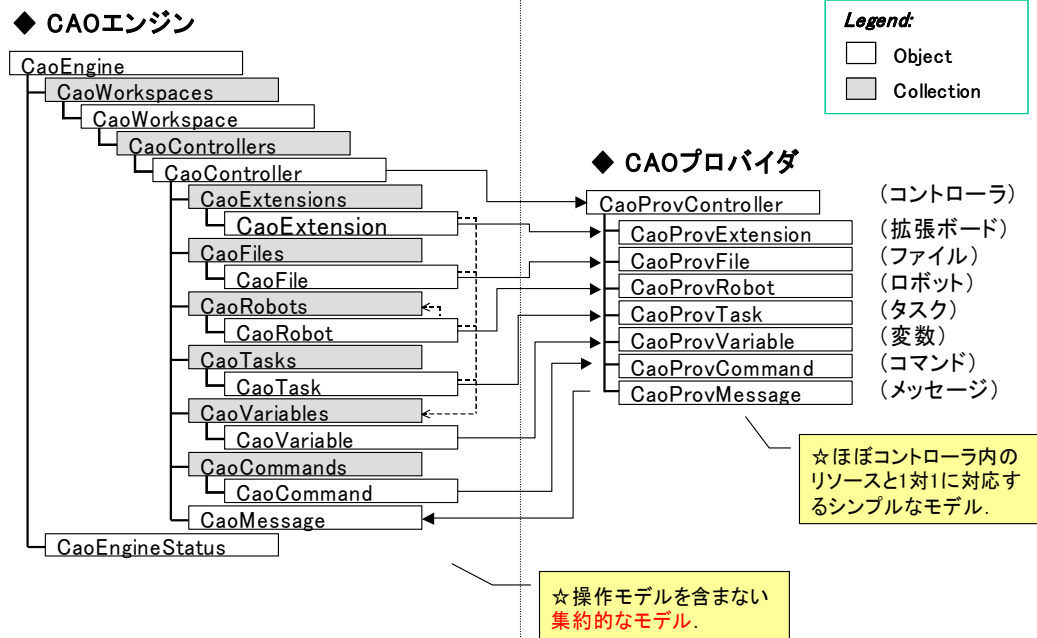 ◆ CAOエンジン
CaoEngine
CaoWorkspaces
CaoWorkspace
CaoControllers
CaoController
CaoExtensions
CaoExtension
CaoFiles
CaoFile
CaoRobots
CaoRobot
CaoTasks
CaoTask
CaoVariables
CaoVariable
CaoCommands
CaoCommand
CaoMessage
CaoEngineStatus
Legend:
Object
Collection
◆ CAOプロバイダ
CaoProvController (コントローラ)
CaoProvExtension (拡張ボード)
CaoProvFile (ファイル)
CaoProvRobot (ロボット)
CaoProvTask (タスク)
CaoProvVariable (変数)
CaoProvCommand (コマンド)
CaoProvMessage (メッセージ)
☆ほぼコントローラ内の
リソースと1対1に対応す
るシンプルなモデル.
☆操作モデルを含まない
集約的なモデル.